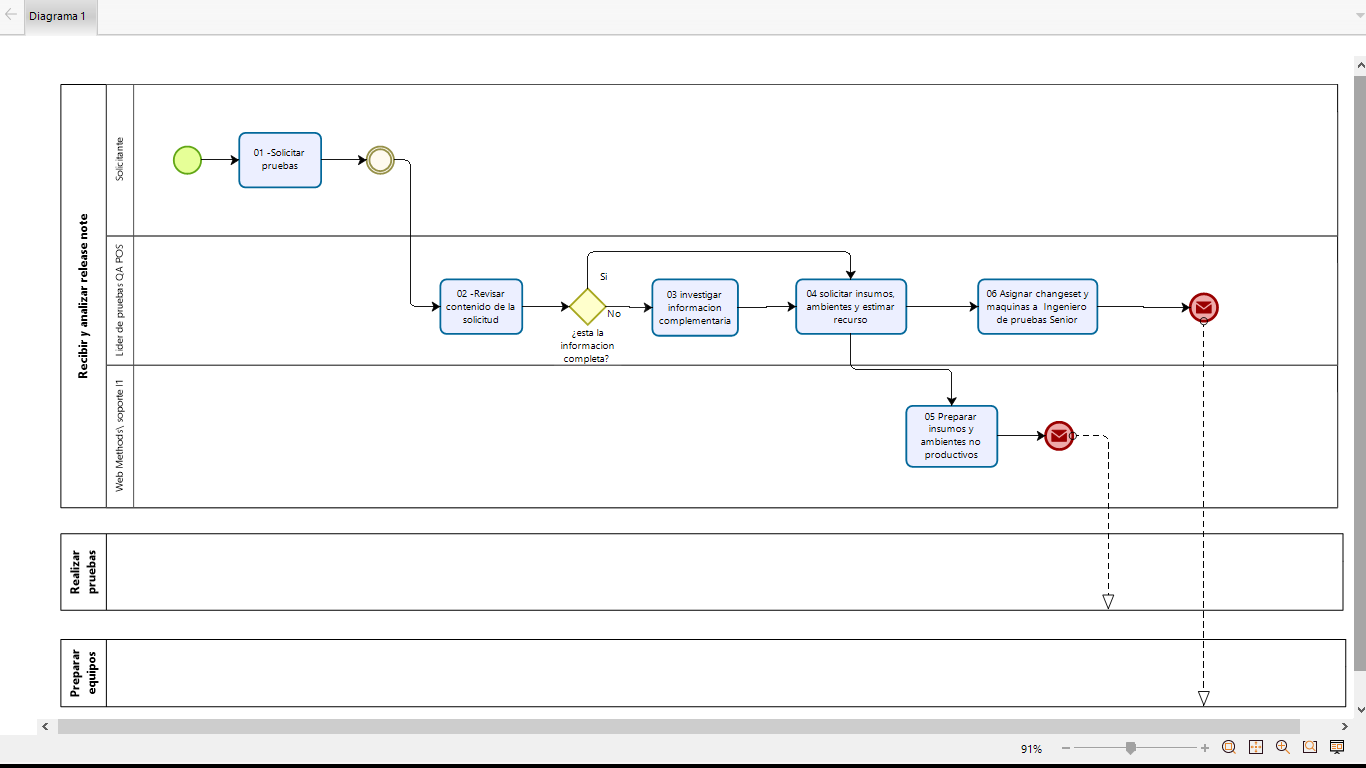 Diagrama 1
Recibir y analizar release note
Solicitante
01 -Solicitar
pruebas
Lider de pruebas QA POS
02 -Revisar
contenido de la
solicitud
Si
No
¿esta la
informacion
completa?
03 investigar
informacion
complementaria
04 solicitar insumos,
ambientes y estimar
recurso
06 Asignar changeset y
maquinas a Ingeniero
de pruebas Senior
Web Methods\ soporte I1
05 Preparar
insumos y
ambientes no
productivos
Realizar
pruebas
Preparar
equipos
91%